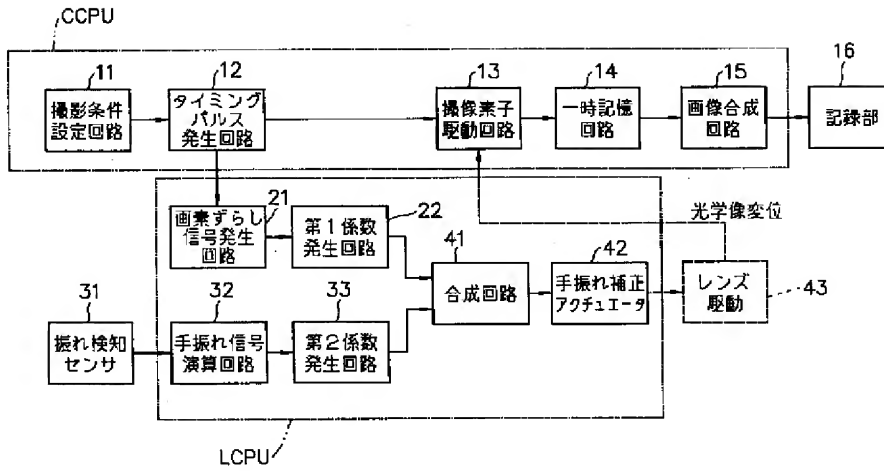 CCPU
11
撮影条件
設定回路
12
タイミング
パルス
発生回路
13
撮像素子
駆動回路
14
一時記憶
回路
15
画像合成
回路
16
記録部
画素ずらし
信号発生
回路
21
第1係数
発生回路
22
41
合成回路
42
手振れ補正
アクチュエータ
光学像変位
レンズ
駆動
43
31
振れ検知
センサ
32
手振れ信号
演算回路
33
第2係数
発生回路
LCPU